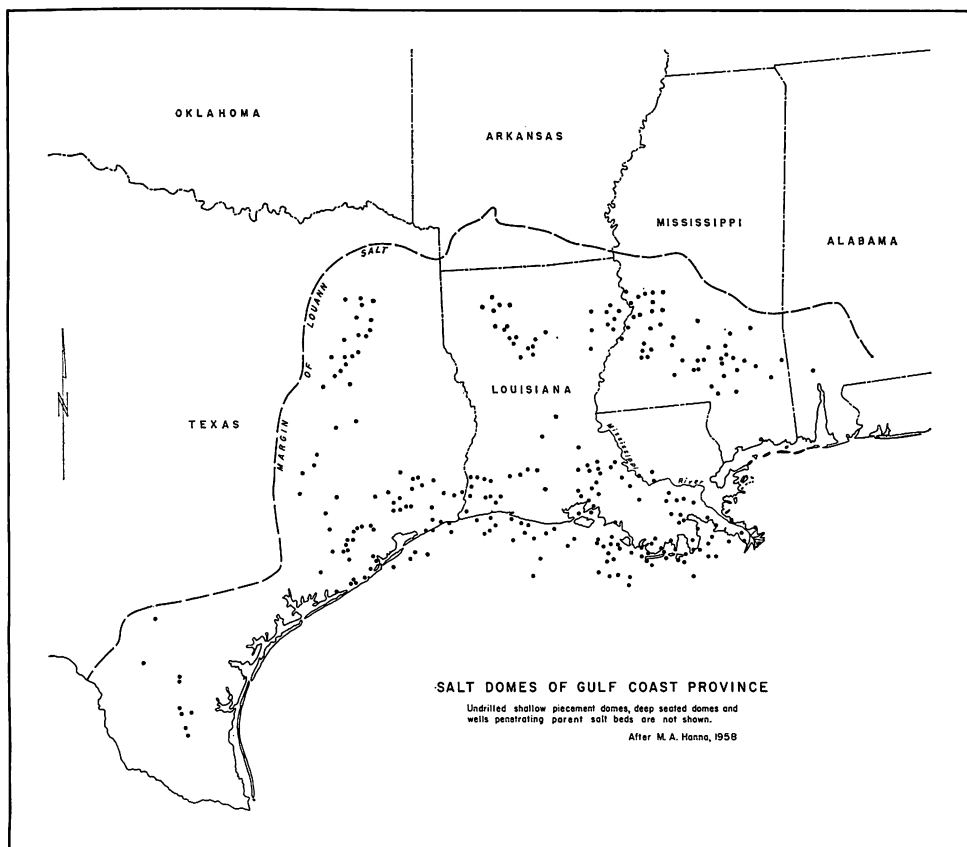 OKLAHOMA
ARKANSAS
MISSISSIPPI
ALABAMA
MARGIN OF LOUANN SALT
LOUISIANA
TEXAS
Mississippi River
N
SALT DOMES OF GULF COAST PROVINCE
Undrilled shallow piecement domes, deep seated domes and
wells penetrating parent salt beds are not shown.
After M. A. Hanna, 1958